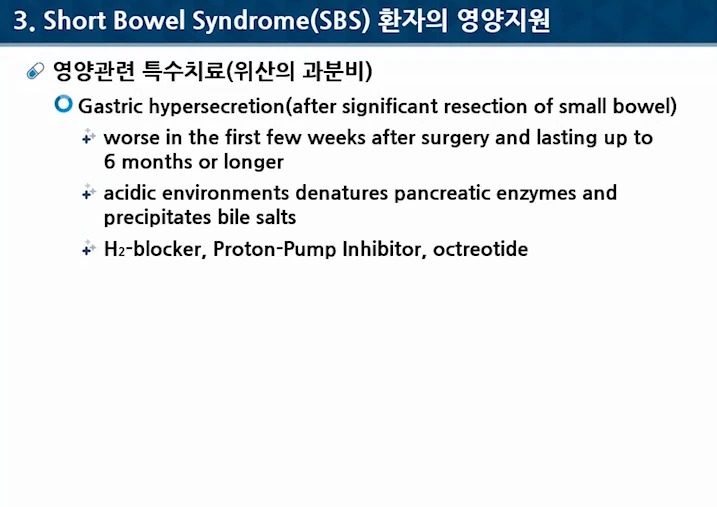 3. Short Bowel Syndrome(SBS) 환자의 영양지원
영양관련 특수치료(위산의 과분비)
Gastric hypersecretion(after significant resection of small bowel)
worse in the first few weeks after surgery and lasting up to
6 months or longer
acidic environments denatures pancreatic enzymes and
precipitates bile salts
H₂-blocker, Proton-Pump Inhibitor, octreotide